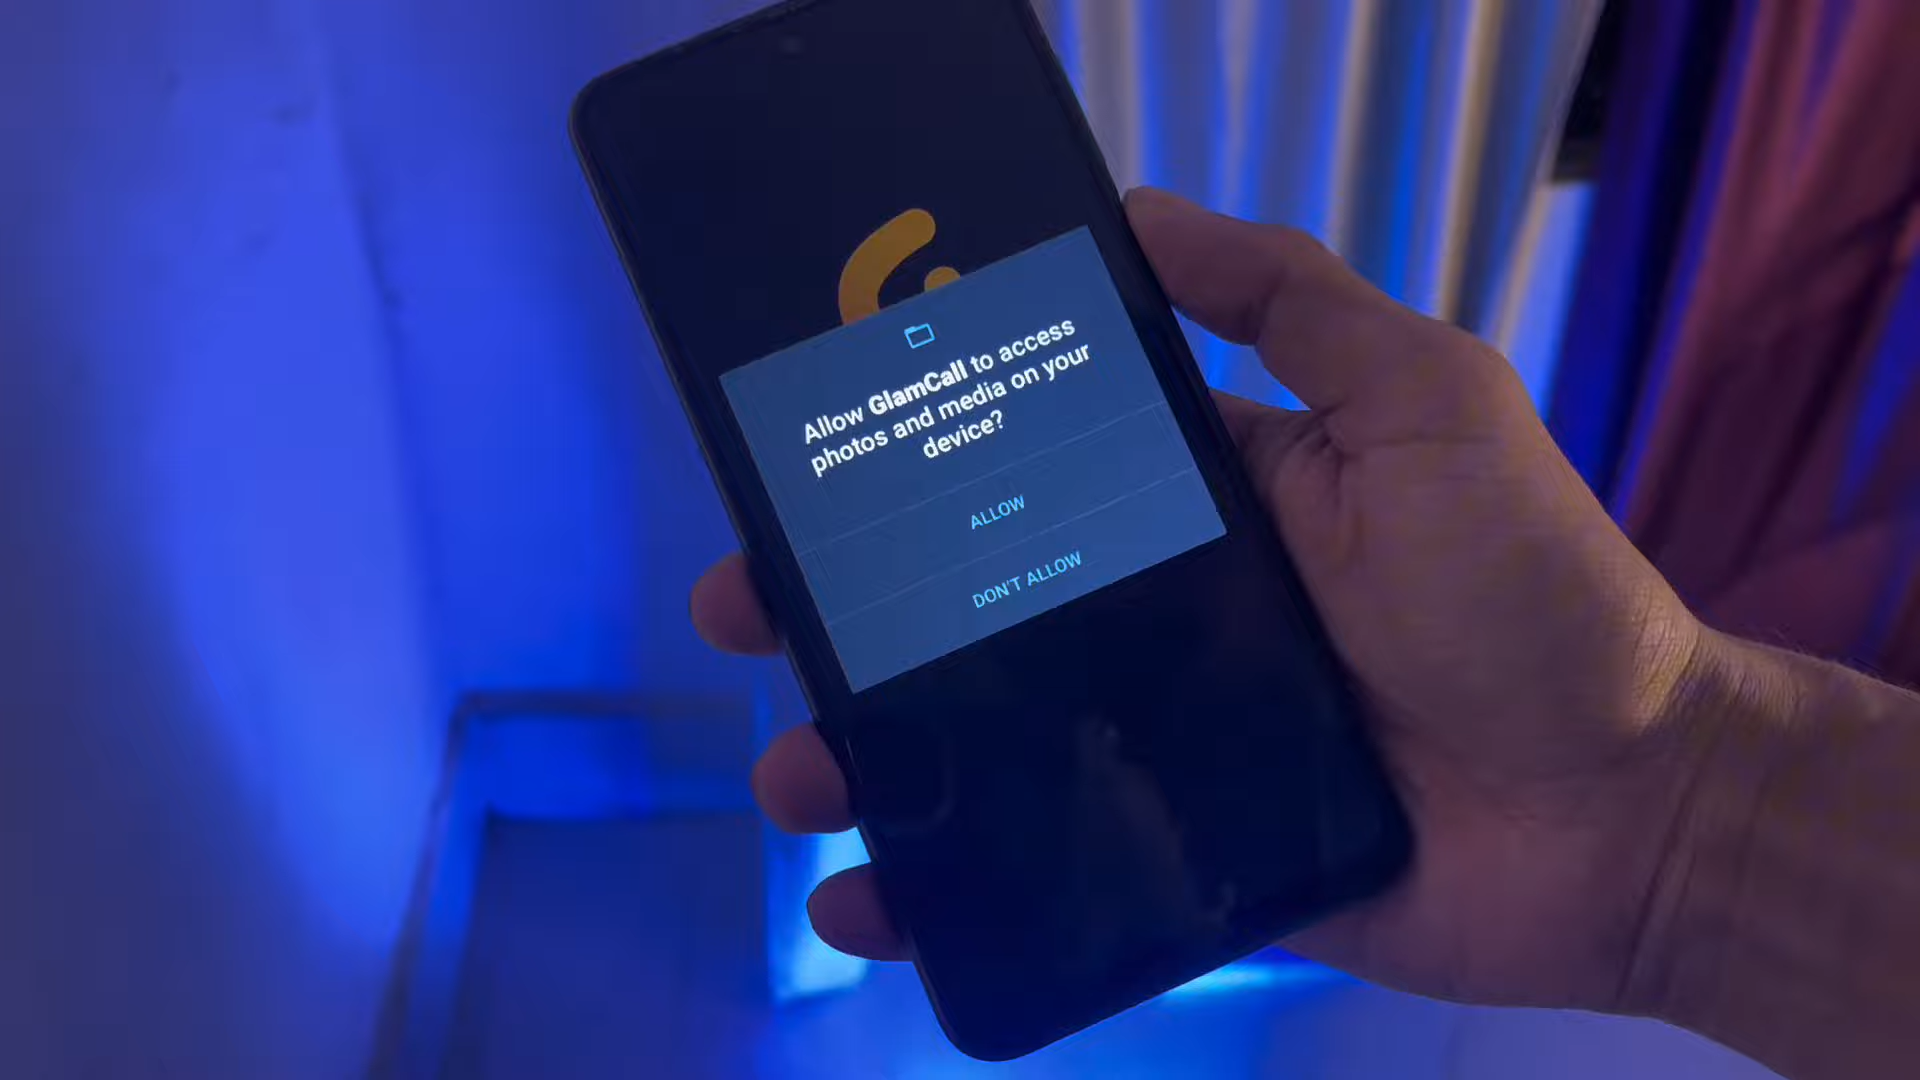 Allow GlamCall to access
photos and media on your
device?
ALLOW
DON'T ALLOW